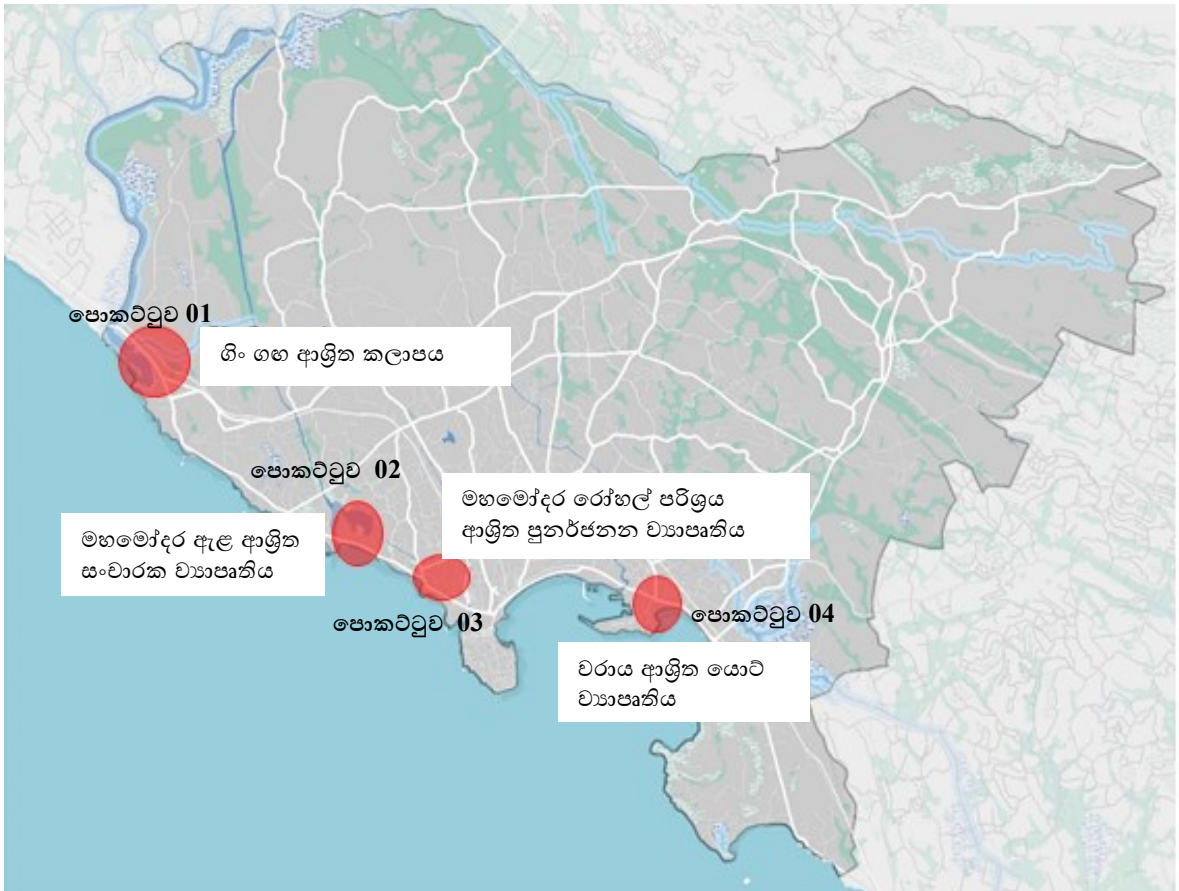 පොකට්ටුව 01
ගිං ගඟ ආශ්‍රිත කලාපය
පොකට්ටුව 02
මහමෝදර ඇළ ආශ්‍රිත
සංචාරක ව්‍යාපෘතිය
මහමෝදර රෝහල් පරිශ්‍රය
ආශ්‍රිත පුනර්ජනන ව්‍යාපෘතිය
පොකට්ටුව 03
පොකට්ටුව 04
වරාය ආශ්‍රිත යොට්
ව්‍යාපෘතිය